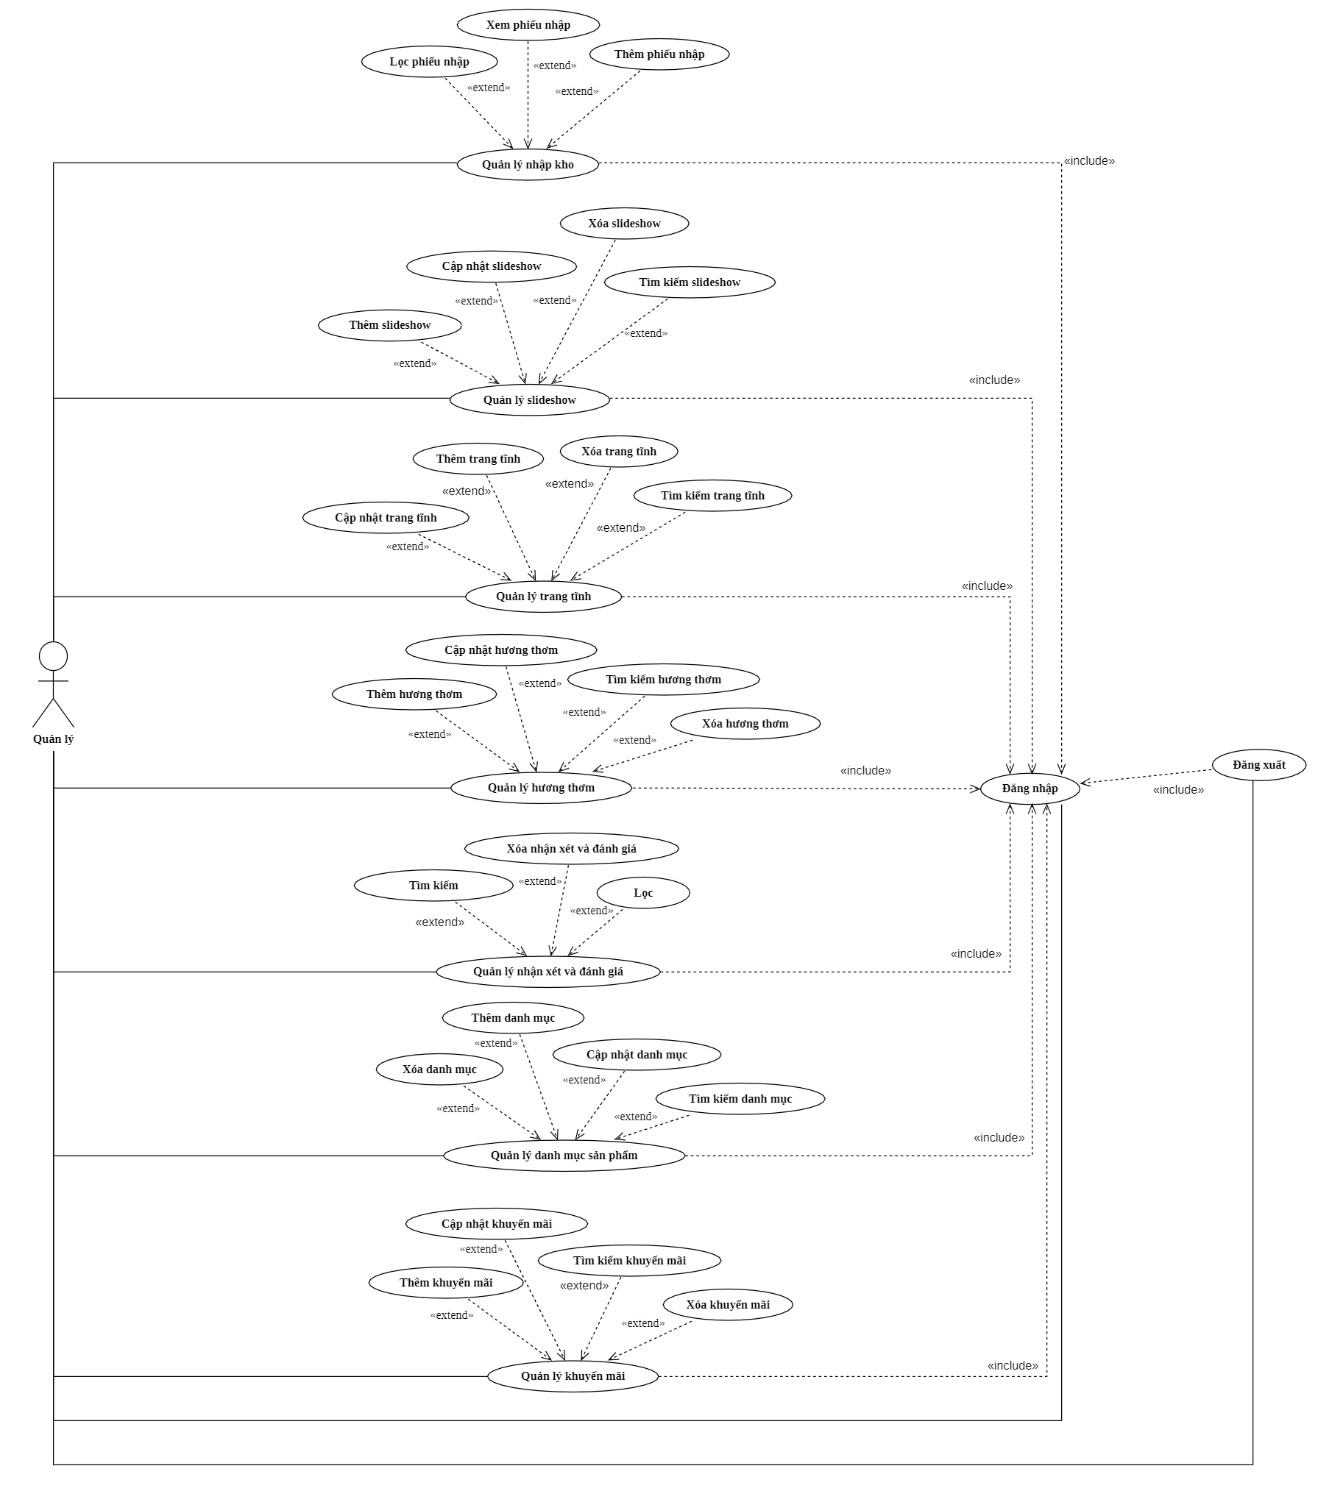 Xem phiếu nhập
Lọc phiếu nhập
Thêm phiếu nhập
«extend»
«extend»
«extend»
Quản lý nhập kho
«include»
Xóa slideshow
Cập nhật slideshow
Tìm kiếm slideshow
«extend»
«extend»
Thêm slideshow
«extend»
«extend»
Quản lý slideshow
«include»
Thêm trang tĩnh
Xóa trang tĩnh
«extend»
«extend»
Tìm kiếm trang tĩnh
Cập nhật trang tĩnh
«extend»
«extend»
Quản lý trang tĩnh
«include»
Cập nhật hương thơm
Tìm kiếm hương thơm
«extend»
Thêm hương thơm
«extend»
Xóa hương thơm
«extend»
«extend»
Quản lý
Quản lý hương thơm
«include»
Đăng nhập
Đăng xuất
«include»
Xóa nhận xét và đánh giá
Tìm kiếm
«extend»
Lọc
«extend»
«extend»
Quản lý nhận xét và đánh giá
«include»
Thêm danh mục
«extend»
Cập nhật danh mục
Xóa danh mục
«extend»
Tìm kiếm danh mục
«extend»
«extend»
Quản lý danh mục sản phẩm
«include»
Cập nhật khuyến mãi
«extend»
Tìm kiếm khuyến mãi
Thêm khuyến mãi
«extend»
Xóa khuyến mãi
«extend»
«extend»
Quản lý khuyến mãi
«include»